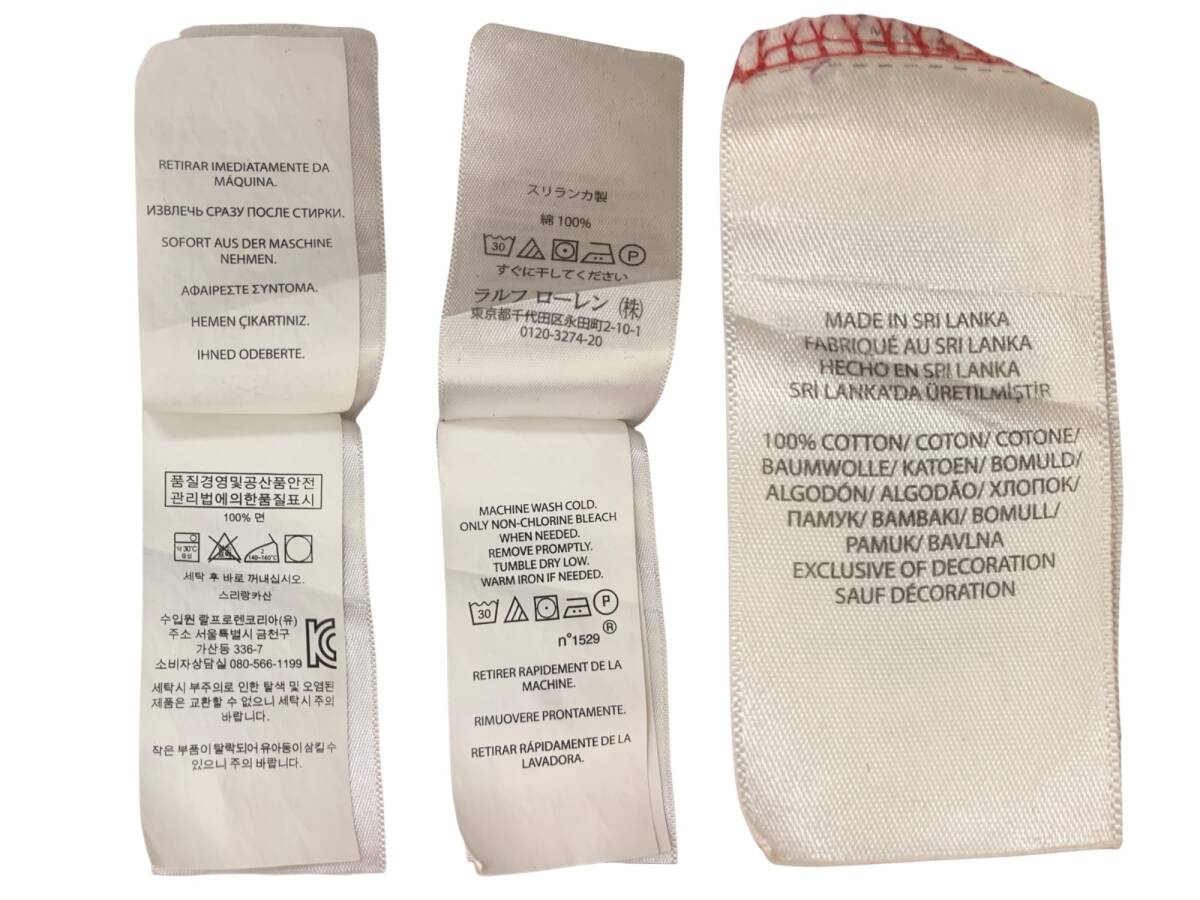 RETIRAR IMEDIATAMENTE DA
MÁQUINA.
ИЗВЛЕЧЬ СРАЗУ ПОСЛЕ СТИРКИ.
SOFORT AUS DER MASCHINE
NEHMEN.
ΑΦΑΙΡΕΣΤΕ ΣΥΝΤΟΜΑ.
HEMEN ÇIKARTINIZ.
IHNED ODEBERTE.
품질경영및공산품안전
관리법에의한품질표시
100% 면
약 30℃
중성
염소
2
140~160℃
세탁 후 바로 꺼내십시오.
스리랑카산
수입원 랄프로렌코리아(유)
주소 서울특별시 금천구
가산동 336-7
소비자상담실 080-566-1199
세탁시 부주의로 인한 탈색 및 오염된
제품은 교환할 수 없으니 세탁시 주의
바랍니다.
작은 부품이 탈락되어 유아동이 삼킬 수
있으니 주의 바랍니다.
スリランカ製
綿 100%
30 P
すぐに干してください
ラルフ ローレン (株)
東京都千代田区永田町2-10-1
0120-3274-20
MACHINE WASH COLD.
ONLY NON-CHLORINE BLEACH
WHEN NEEDED.
REMOVE PROMPTLY.
TUMBLE DRY LOW.
WARM IRON IF NEEDED.
30 P
n°1529 ®
RETIRER RAPIDEMENT DE LA
MACHINE.
RIMUOVERE PRONTAMENTE.
RETIRAR RÁPIDAMENTE DE LA
LAVADORA.
MADE IN SRI LANKA
FABRIQUÉ AU SRI LANKA
HECHO EN SRI LANKA
SRİ LANKA'DA ÜRETILMİŞTİR
100% COTTON/ COTON/ COTONE/
BAUMWOLLE/ KATOEN/ BOMULD/
ALGODÓN/ ALGODÃO/ ХЛОПОК/
ПАМУК/ BAMBAKI/ BOMULL/
PAMUK/ BAVLNA
EXCLUSIVE OF DECORATION
SAUF DÉCORATION